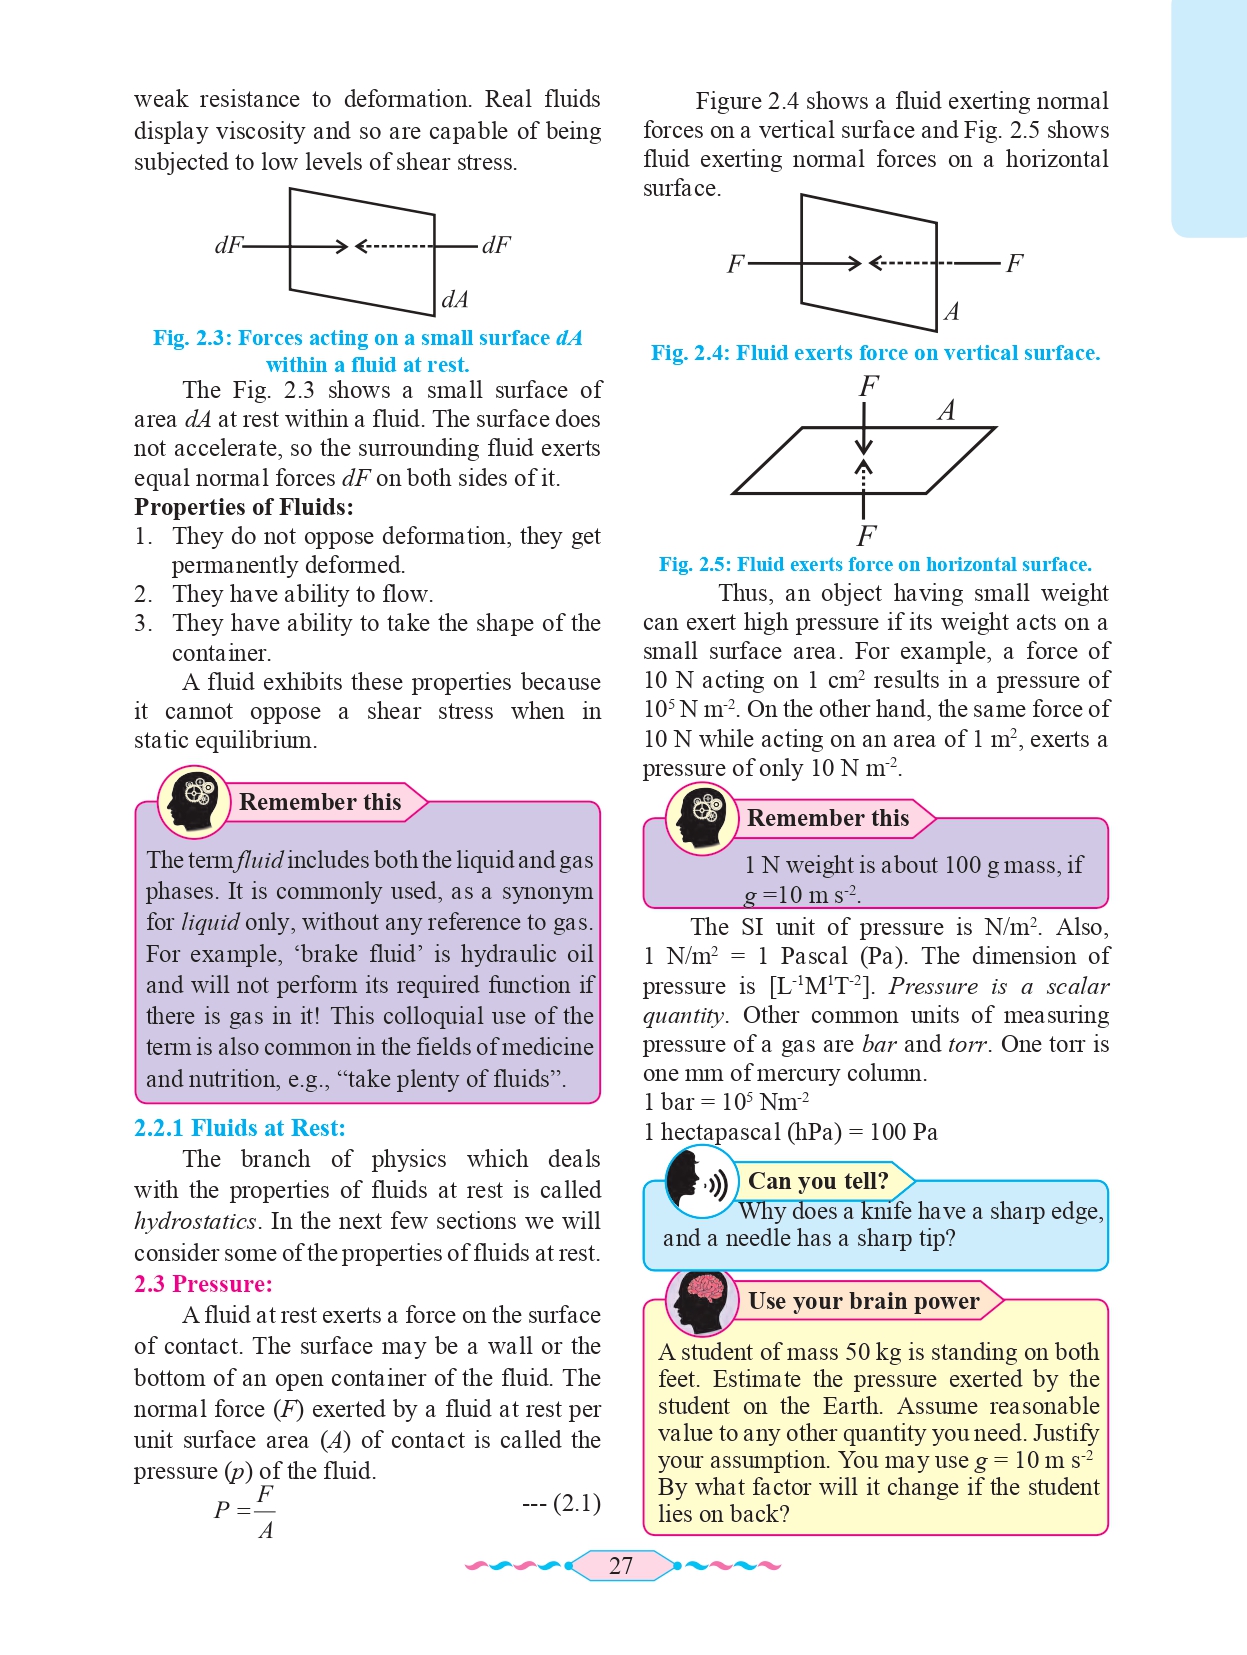 weak resistance to deformation. Real fluids
display viscosity and so are capable of being
subjected to low levels of shear stress.
dF
dF
dA
Fig. 2.3: Forces acting on a small surface dA
within a fluid at rest.
The Fig. 2.3 shows a small surface of
area dA at rest within a fluid. The surface does
not accelerate, so the surrounding fluid exerts
equal normal forces dF on both sides of it.
Properties of Fluids:
1. They do not oppose deformation, they get
permanently deformed.
2. They have ability to flow.
3. They have ability to take the shape of the
container.
A fluid exhibits these properties because
it cannot oppose a shear stress when in
static equilibrium.
Remember this
The term fluid includes both the liquid and gas
phases. It is commonly used, as a synonym
for liquid only, without any reference to gas.
For example, ‘brake fluid’ is hydraulic oil
and will not perform its required function if
there is gas in it! This colloquial use of the
term is also common in the fields of medicine
and nutrition, e.g., “take plenty of fluids”.
2.2.1 Fluids at Rest:
The branch of physics which deals
with the properties of fluids at rest is called
hydrostatics. In the next few sections we will
consider some of the properties of fluids at rest.
2.3 Pressure:
A fluid at rest exerts a force on the surface
of contact. The surface may be a wall or the
bottom of an open container of the fluid. The
normal force (F) exerted by a fluid at rest per
unit surface area (A) of contact is called the
pressure (p) of the fluid.
P = F/A --- (2.1)
Figure 2.4 shows a fluid exerting normal
forces on a vertical surface and Fig. 2.5 shows
fluid exerting normal forces on a horizontal
surface.
F
F
A
Fig. 2.4: Fluid exerts force on vertical surface.
F
A
F
Fig. 2.5: Fluid exerts force on horizontal surface.
Thus, an object having small weight
can exert high pressure if its weight acts on a
small surface area. For example, a force of
10 N acting on 1 cm² results in a pressure of
10⁵ N m⁻². On the other hand, the same force of
10 N while acting on an area of 1 m², exerts a
pressure of only 10 N m⁻².
Remember this
1 N weight is about 100 g mass, if
g =10 m s⁻².
The SI unit of pressure is N/m². Also,
1 N/m² = 1 Pascal (Pa). The dimension of
pressure is [L⁻¹M¹T⁻²]. Pressure is a scalar
quantity. Other common units of measuring
pressure of a gas are bar and torr. One torr is
one mm of mercury column.
1 bar = 10⁵ Nm⁻²
1 hectapascal (hPa) = 100 Pa
Can you tell?
Why does a knife have a sharp edge,
and a needle has a sharp tip?
Use your brain power
A student of mass 50 kg is standing on both
feet. Estimate the pressure exerted by the
student on the Earth. Assume reasonable
value to any other quantity you need. Justify
your assumption. You may use g = 10 m s⁻²
By what factor will it change if the student
lies on back?
27